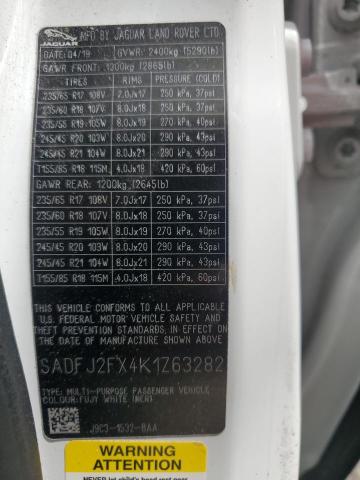 JAGUAR
MFG BY JAGUAR LAND ROVER LTD
DATE: 04/19 GVWR: 2400kg (5290lb)
GAWR FRONT: 1300kg (2865lb)
TIRES RIMS PRESSURE (COLD)
235/65 R17 108V 7.0Jx17 250 kPa, 37psi
235/60 R18 107V 8.0Jx18 250 kPa, 37psi
235/55 R19 105W 8.0Jx19 270 kPa, 40psi
245/45 R20 103W 8.0Jx20 290 kPa, 43psi
245/45 R21 104W 8.0Jx21 290 kPa, 43psi
T155/85 R18 115M 4.0Jx18 420 kPa, 60psi
GAWR REAR: 1200kg (2645lb)
235/65 R17 108V 7.0Jx17 250 kPa, 37psi
235/60 R18 107V 8.0Jx18 250 kPa, 37psi
235/55 R19 105W 8.0Jx19 270 kPa, 40psi
245/45 R20 103W 8.0Jx20 290 kPa, 43psi
245/45 R21 104W 8.0Jx21 290 kPa, 43psi
T155/85 R18 115M 4.0Jx18 420 kPa, 60psi
THIS VEHICLE CONFORMS TO ALL APPLICABLE
U.S. FEDERAL MOTOR VEHICLE SAFETY
STANDARDS IN EFFECT ON THE DATE OF
MANUFACTURE SHOWN ABOVE.
SADFJ2FX4K1Z63282
TYPE: MULTI-PURPOSE PASSENGER VEHICLE
COLOUR: FUJI WHITE (NER)
J9C3-1532-BAA
WARNING
front and rear seat